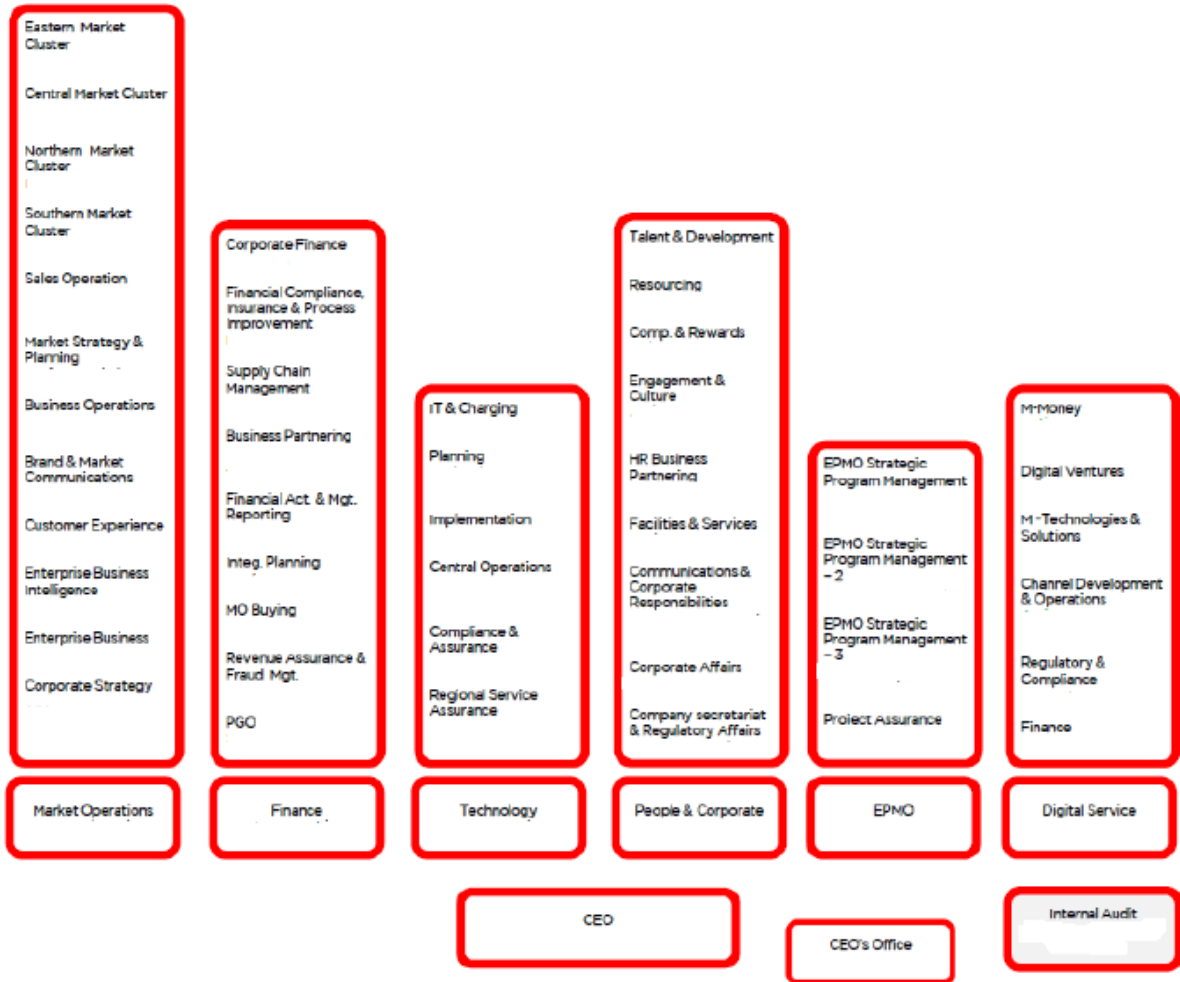 Eastern Market
Cluster
Central Market Cluster
Northern Market
Cluster
Southern Market
Cluster
Sales Operation
Market Strategy &
Planning
Business Operations
Brand & Market
Communications
Customer Experience
Enterprise Business
Intelligence
Enterprise Business
Corporate Strategy
Market Operations
Corporate Finance
Financial Compliance,
Insurance & Process
Improvement
Supply Chain
Management
Business Partnering
Financial Act. & Mgt.
Reporting
Integ. Planning
MO Buying
Revenue Assurance &
Fraud Mgt.
PGO
Finance
IT & Charging
Planning
Implementation
Central Operations
Compliance &
Assurance
Regional Service
Assurance
Technology
Talent & Development
Resourcing
Comp. & Rewards
Engagement &
Culture
HR Business
Partnering
Facilities & Services
Communications &
Corporate
Responsibilities
Corporate Affairs
Company secretariat
& Regulatory Affairs
People & Corporate
EPMO Strategic
Program Management
EPMO Strategic
Program Management
– 2
EPMO Strategic
Program Management
– 3
Project Assurance
EPMO
M-Money
Digital Ventures
M -Technologies &
Solutions
Channel Development
& Operations
Regulatory &
Compliance
Finance
Digital Service
CEO
CEO's Office
Internal Audit